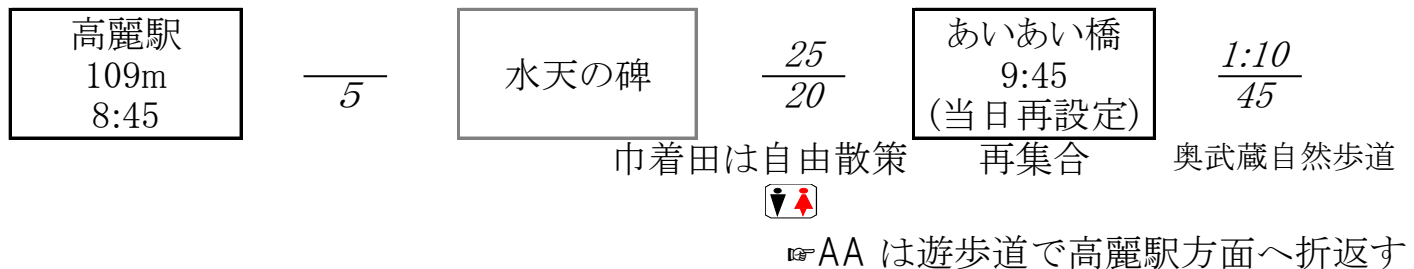 高麗駅
109m
8:45
5
水天の碑
25
20
あいあい橋
9:45
(当日再設定)
1:10
45
巾着田は自由散策
再集合
奥武蔵自然歩道
☞AA は遊歩道で高麗駅方面へ折返す